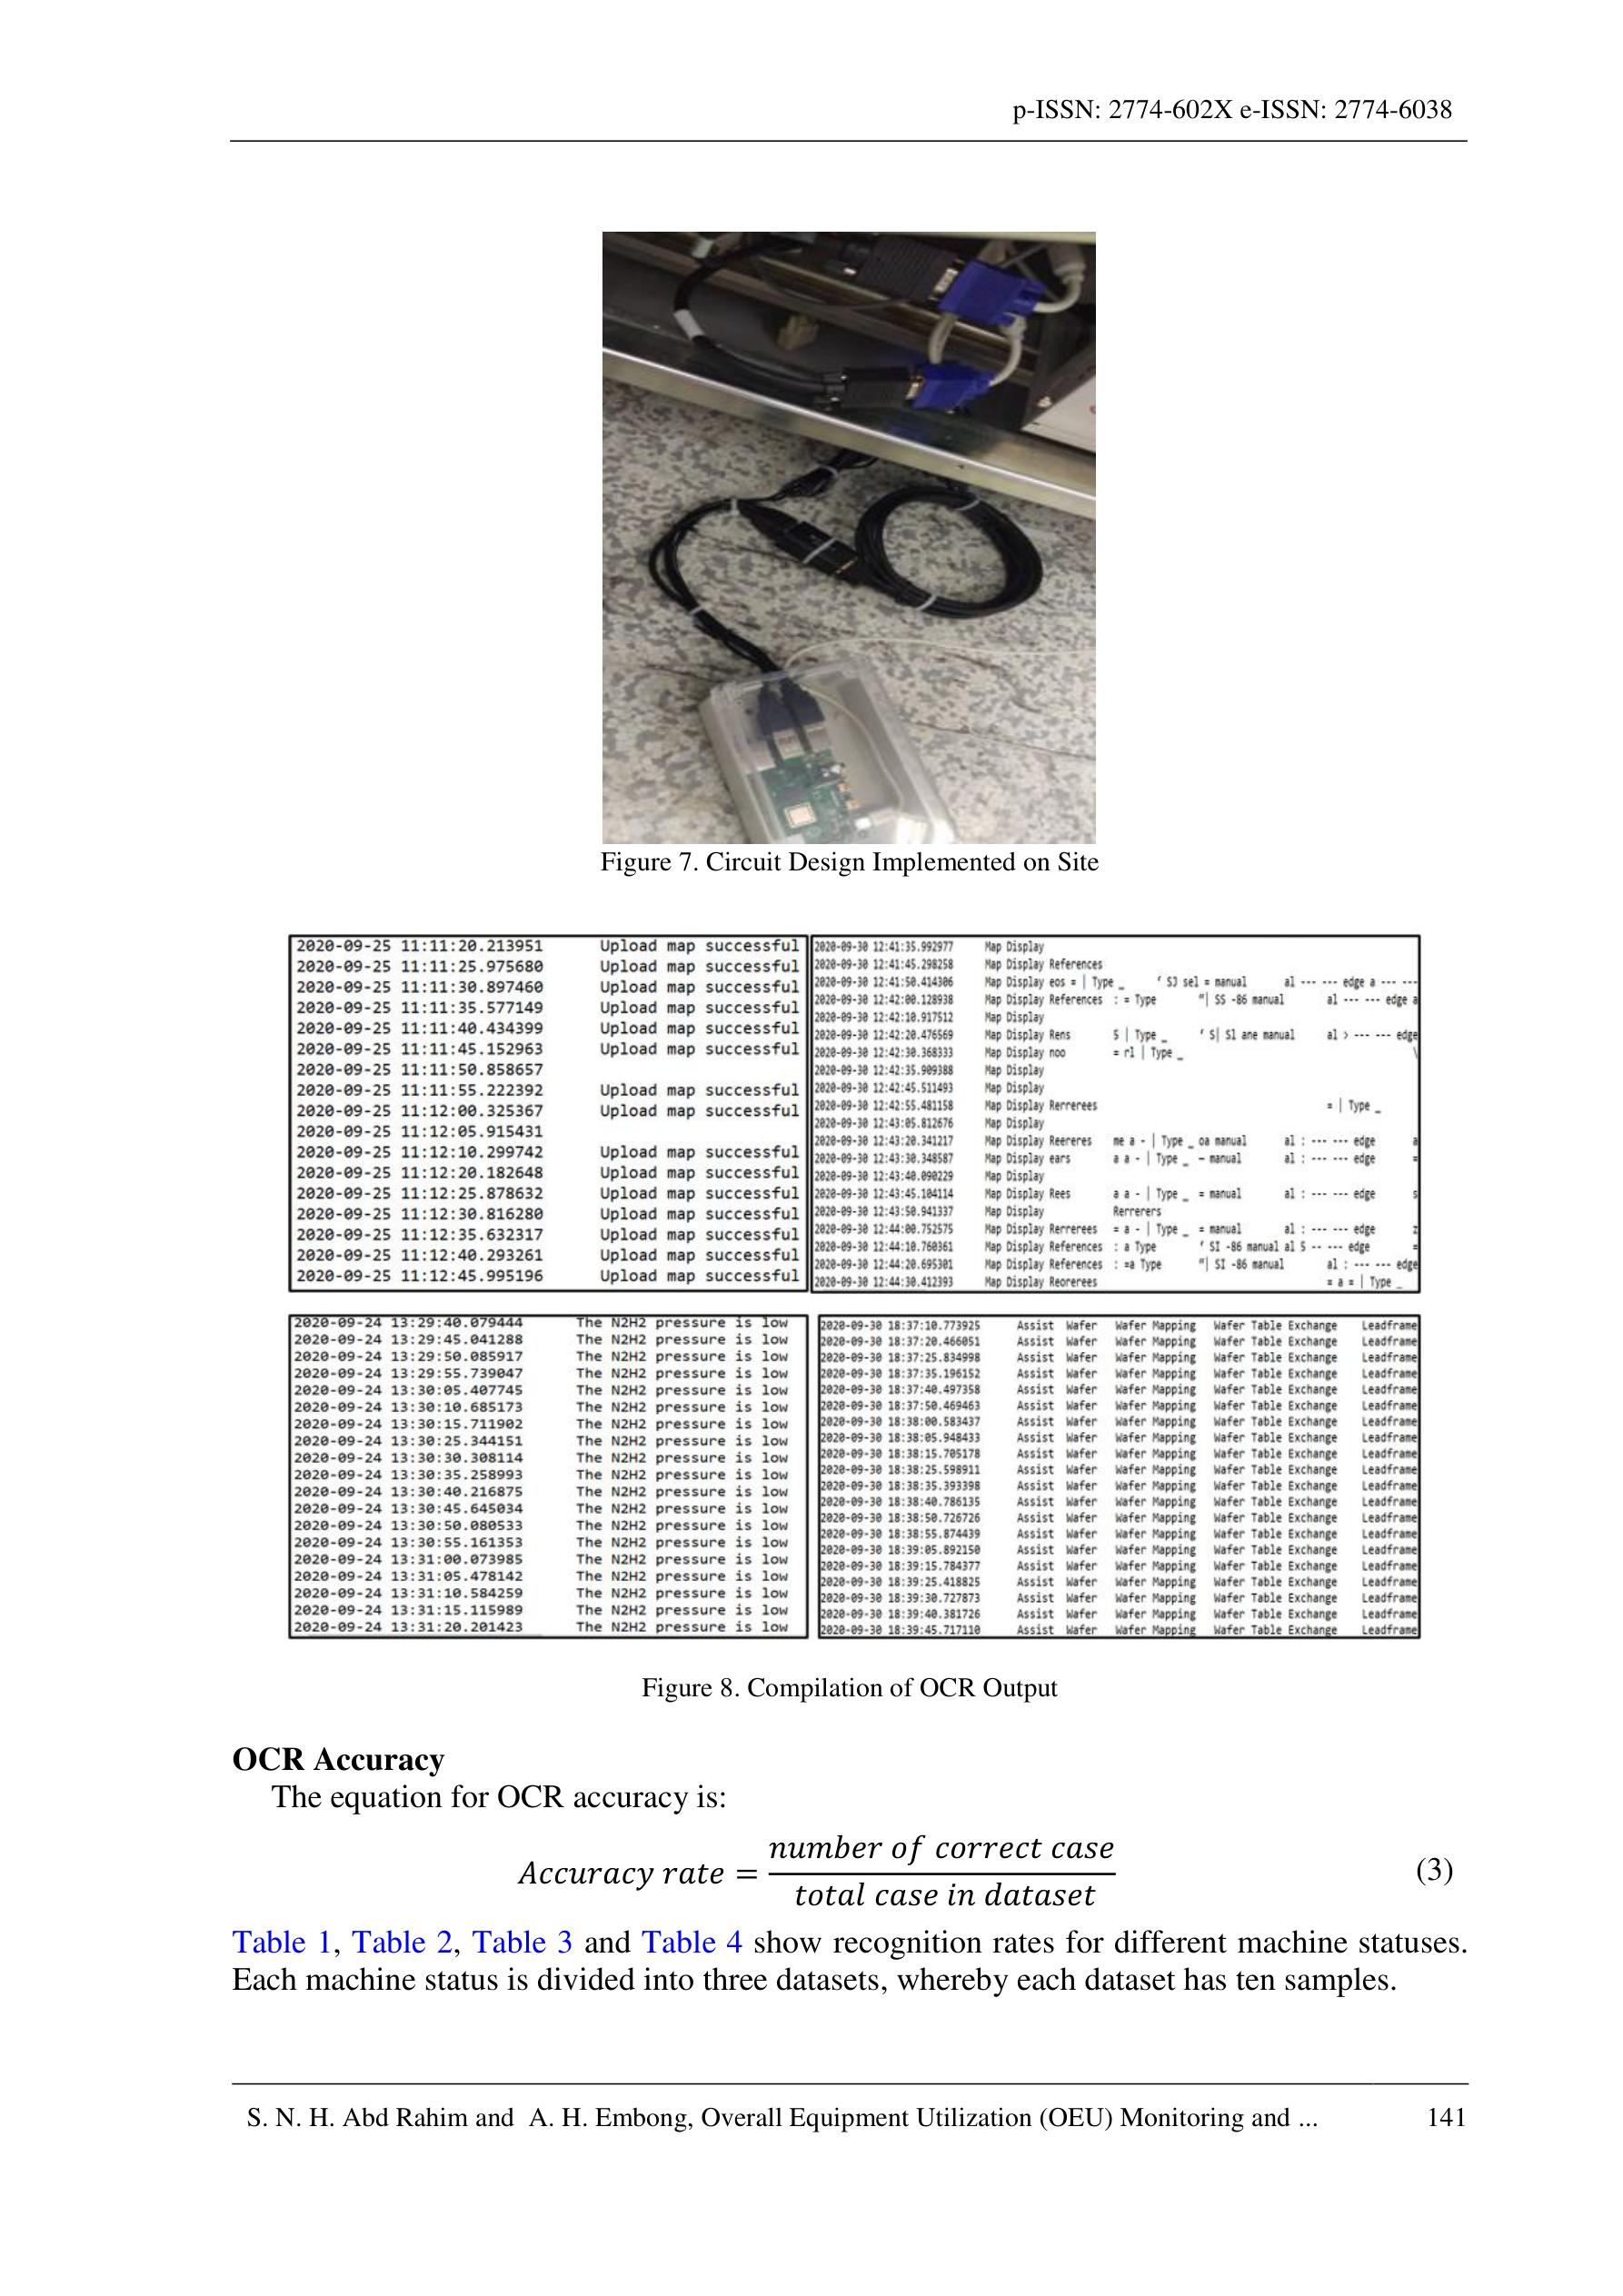 p-ISSN: 2774-602X e-ISSN: 2774-6038
Figure 7. Circuit Design Implemented on Site
2020-09-25 11:11:20.213951 Upload map successful
2020-09-25 11:11:25.975680 Upload map successful
2020-09-25 11:11:30.897460 Upload map successful
2020-09-25 11:11:35.577149 Upload map successful
2020-09-25 11:11:40.434399 Upload map successful
2020-09-25 11:11:45.152963 Upload map successful
2020-09-25 11:11:50.858657
2020-09-25 11:11:55.222392 Upload map successful
2020-09-25 11:12:00.325367 Upload map successful
2020-09-25 11:12:05.915431
2020-09-25 11:12:10.299742 Upload map successful
2020-09-25 11:12:20.182648 Upload map successful
2020-09-25 11:12:25.878632 Upload map successful
2020-09-25 11:12:30.816280 Upload map successful
2020-09-25 11:12:35.632317 Upload map successful
2020-09-25 11:12:40.293261 Upload map successful
2020-09-25 11:12:45.995196 Upload map successful
2020-09-30 12:41:35.992977 Map Display
2020-09-30 12:41:45.298258 Map Display References
2020-09-30 12:41:50.414306 Map Display eos = | Type _ ‘ SJ sel = manual al --- --- edge a --- ---
2020-09-30 12:42:00.128938 Map Display References : = Type “| SS -86 manual al --- --- edge a
2020-09-30 12:42:10.917512 Map Display
2020-09-30 12:42:20.476569 Map Display Rens 5 | Type _ ‘ S| Sl ane manual al > --- --- edge
2020-09-30 12:42:30.368333 Map Display noo = rl | Type _ \
2020-09-30 12:42:35.909388 Map Display
2020-09-30 12:42:45.511493 Map Display
2020-09-30 12:42:55.481158 Map Display Rerrerees = | Type _
2020-09-30 12:43:05.812676 Map Display
2020-09-30 12:43:20.341217 Map Display Reereres me a - | Type _ oa manual al : --- --- edge a
2020-09-30 12:43:30.348587 Map Display ears a a - | Type _ - manual al : --- --- edge =
2020-09-30 12:43:40.090229 Map Display
2020-09-30 12:43:45.104114 Map Display Rees a a - | Type _ = manual al : --- --- edge s
2020-09-30 12:43:50.941337 Map Display Rerrerers
2020-09-30 12:44:00.752575 Map Display Rerrerees = a - | Type _ = manual al : --- --- edge z
2020-09-30 12:44:10.760361 Map Display References : a Type ‘ SI -86 manual al S -- --- edge =
2020-09-30 12:44:20.695301 Map Display References : =a Type “| SI -86 manual al : --- --- edge
2020-09-30 12:44:30.412393 Map Display Reorerees = a = | Type _
2020-09-24 13:29:40.079444 The N2H2 pressure is low
2020-09-24 13:29:45.041288 The N2H2 pressure is low
2020-09-24 13:29:50.085917 The N2H2 pressure is low
2020-09-24 13:29:55.739047 The N2H2 pressure is low
2020-09-24 13:30:05.407745 The N2H2 pressure is low
2020-09-24 13:30:10.685173 The N2H2 pressure is low
2020-09-24 13:30:15.711902 The N2H2 pressure is low
2020-09-24 13:30:25.344151 The N2H2 pressure is low
2020-09-24 13:30:30.308114 The N2H2 pressure is low
2020-09-24 13:30:35.258993 The N2H2 pressure is low
2020-09-24 13:30:40.216875 The N2H2 pressure is low
2020-09-24 13:30:45.645034 The N2H2 pressure is low
2020-09-24 13:30:50.080533 The N2H2 pressure is low
2020-09-24 13:30:55.161353 The N2H2 pressure is low
2020-09-24 13:31:00.073985 The N2H2 pressure is low
2020-09-24 13:31:05.478142 The N2H2 pressure is low
2020-09-24 13:31:10.584259 The N2H2 pressure is low
2020-09-24 13:31:15.115989 The N2H2 pressure is low
2020-09-24 13:31:20.201423 The N2H2 pressure is low
2020-09-30 18:37:10.773925 Assist Wafer Wafer Mapping Wafer Table Exchange Leadframe
2020-09-30 18:37:20.466051 Assist Wafer Wafer Mapping Wafer Table Exchange Leadframe
2020-09-30 18:37:25.834998 Assist Wafer Wafer Mapping Wafer Table Exchange Leadframe
2020-09-30 18:37:35.196152 Assist Wafer Wafer Mapping Wafer Table Exchange Leadframe
2020-09-30 18:37:40.497358 Assist Wafer Wafer Mapping Wafer Table Exchange Leadframe
2020-09-30 18:37:50.469463 Assist Wafer Wafer Mapping Wafer Table Exchange Leadframe
2020-09-30 18:38:00.583437 Assist Wafer Wafer Mapping Wafer Table Exchange Leadframe
2020-09-30 18:38:05.948433 Assist Wafer Wafer Mapping Wafer Table Exchange Leadframe
2020-09-30 18:38:15.705178 Assist Wafer Wafer Mapping Wafer Table Exchange Leadframe
2020-09-30 18:38:25.598911 Assist Wafer Wafer Mapping Wafer Table Exchange Leadframe
2020-09-30 18:38:35.393398 Assist Wafer Wafer Mapping Wafer Table Exchange Leadframe
2020-09-30 18:38:40.786135 Assist Wafer Wafer Mapping Wafer Table Exchange Leadframe
2020-09-30 18:38:50.726726 Assist Wafer Wafer Mapping Wafer Table Exchange Leadframe
2020-09-30 18:38:55.874439 Assist Wafer Wafer Mapping Wafer Table Exchange Leadframe
2020-09-30 18:39:05.892150 Assist Wafer Wafer Mapping Wafer Table Exchange Leadframe
2020-09-30 18:39:15.784377 Assist Wafer Wafer Mapping Wafer Table Exchange Leadframe
2020-09-30 18:39:25.418825 Assist Wafer Wafer Mapping Wafer Table Exchange Leadframe
2020-09-30 18:39:30.727873 Assist Wafer Wafer Mapping Wafer Table Exchange Leadframe
2020-09-30 18:39:40.381726 Assist Wafer Wafer Mapping Wafer Table Exchange Leadframe
2020-09-30 18:39:45.717110 Assist Wafer Wafer Mapping Wafer Table Exchange Leadframe
Figure 8. Compilation of OCR Output
OCR Accuracy
The equation for OCR accuracy is:
Accuracy rate = number of correct case / total case in dataset (3)
Table 1, Table 2, Table 3 and Table 4 show recognition rates for different machine statuses.
Each machine status is divided into three datasets, whereby each dataset has ten samples.
S. N. H. Abd Rahim and A. H. Embong, Overall Equipment Utilization (OEU) Monitoring and ... 141